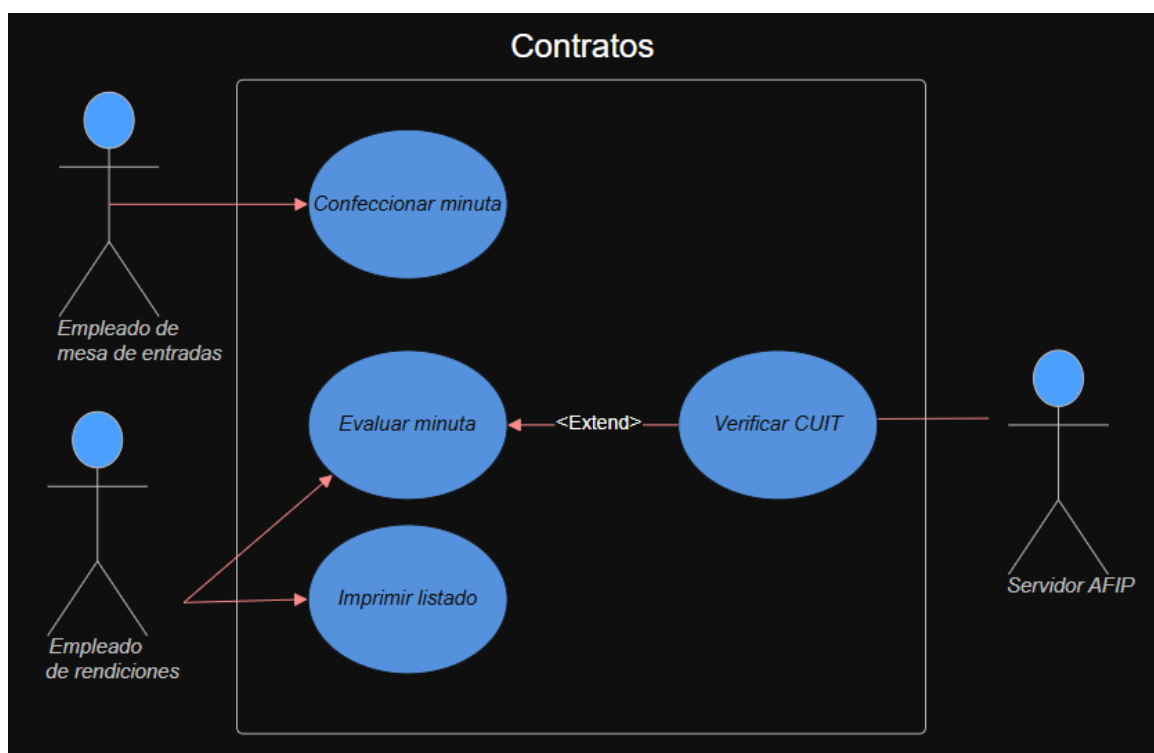 Contratos
Confeccionar minuta
Empleado de
mesa de entradas
Evaluar minuta
<Extend>
Verificar CUIT
Servidor AFIP
Imprimir listado
Empleado
de rendiciones